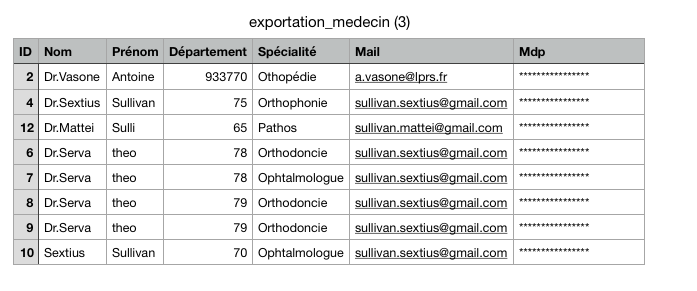 exportation_medecin (3)
ID Nom Prénom Département Spécialité Mail Mdp
2 Dr.Vasone Antoine 933770 Othopédie a.vasone@lprs.fr ****************
4 Dr.Sextius Sullivan 75 Orthophonie sullivan.sextius@gmail.com ****************
12 Dr.Mattei Sulli 65 Pathos sullivan.mattei@gmail.com ****************
6 Dr.Serva theo 78 Orthodoncie sullivan.sextius@gmail.com ****************
7 Dr.Serva theo 78 Ophtalmologue sullivan.sextius@gmail.com ****************
8 Dr.Serva theo 79 Orthodoncie sullivan.sextius@gmail.com ****************
9 Dr.Serva theo 79 Orthodoncie sullivan.sextius@gmail.com ****************
10 Sextius Sullivan 70 Ophtalmologue sullivan.sextius@gmail.com ****************